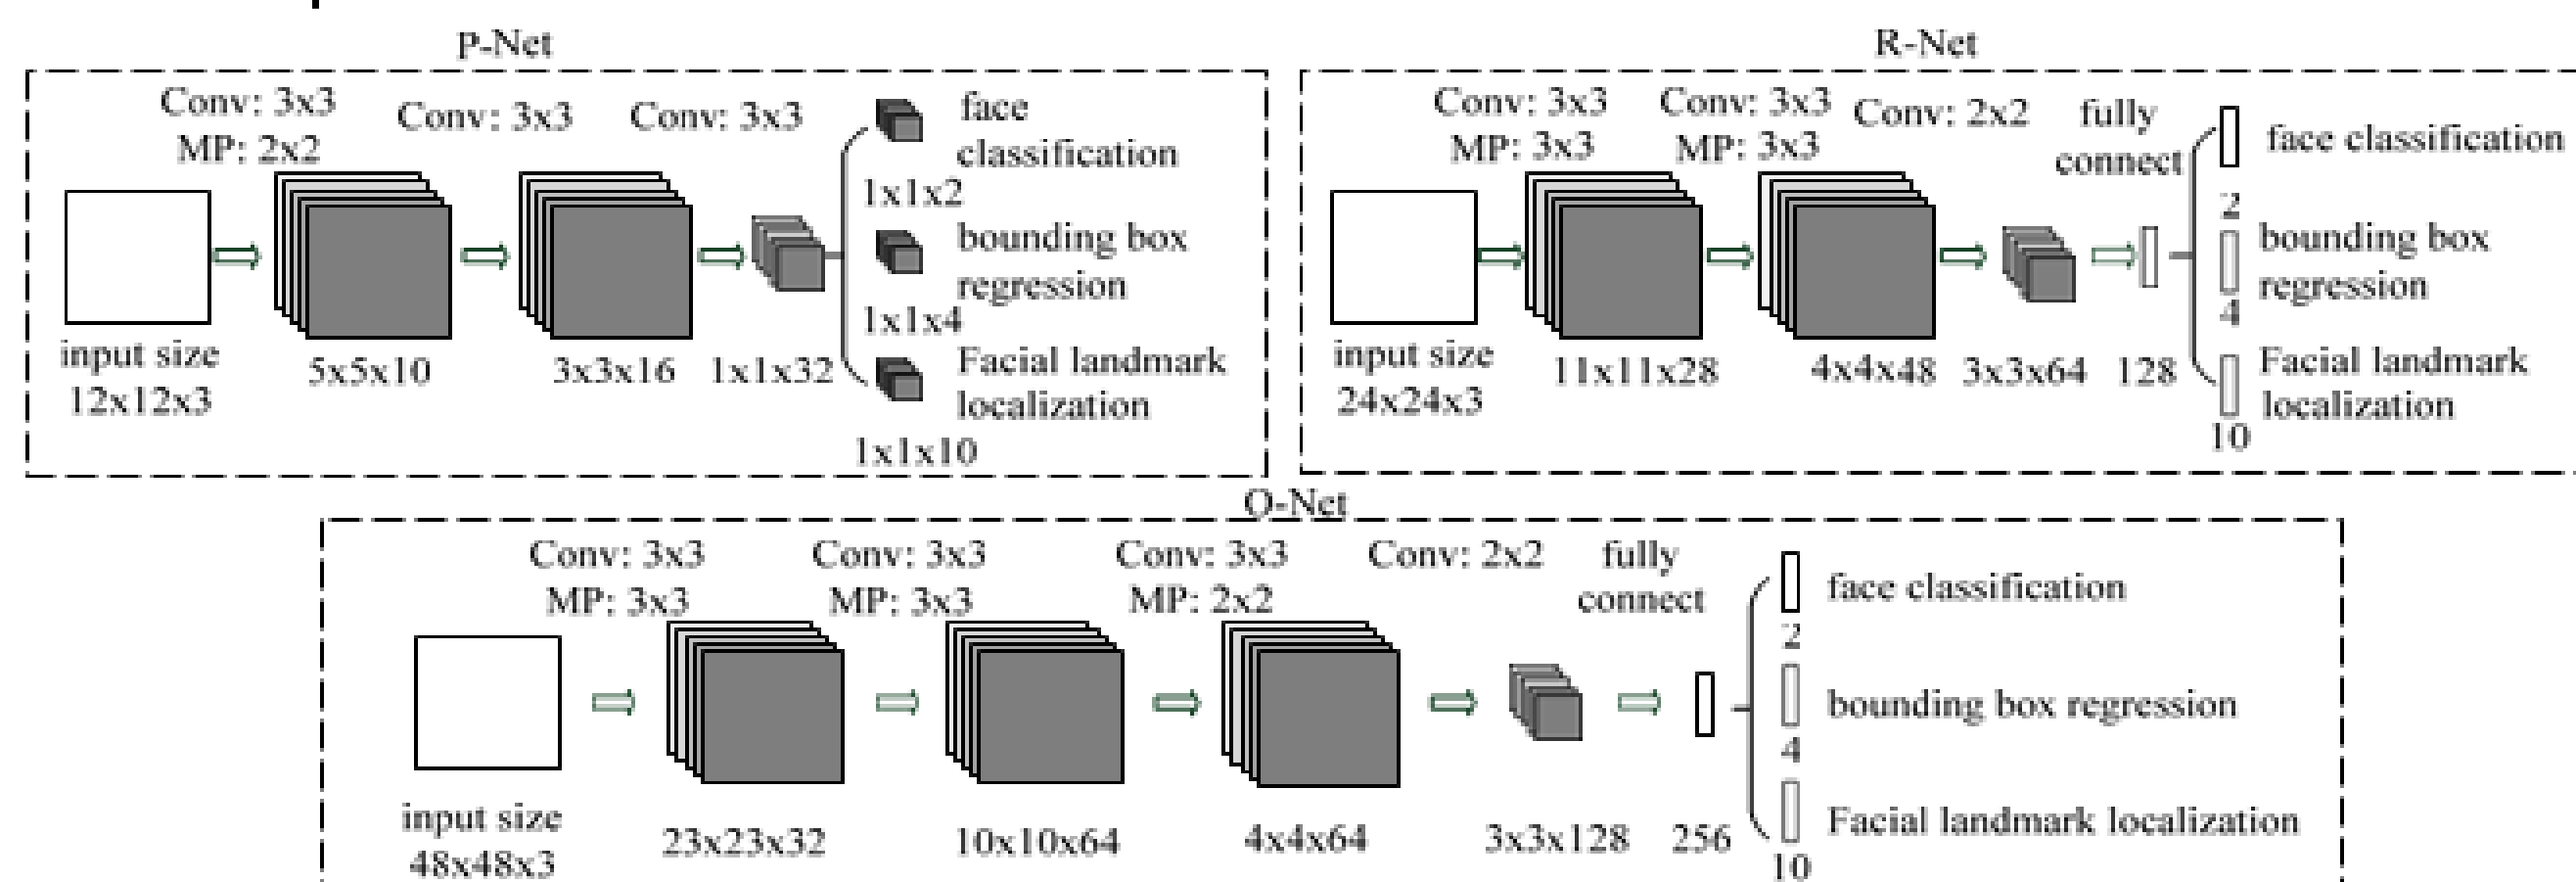 P-Net
Conv: 3x3
MP: 2x2
Conv: 3x3
Conv: 3x3
face
classification
1x1x2
bounding box
regression
1x1x4
Facial landmark
localization
1x1x10
input size
12x12x3
5x5x10
3x3x16
1x1x32
R-Net
Conv: 3x3
MP: 3x3
Conv: 3x3
MP: 3x3
Conv: 2x2
fully
connect
face classification
2
bounding box
regression
4
Facial landmark
localization
10
input size
24x24x3
11x11x28
4x4x48
3x3x64
128
O-Net
Conv: 3x3
MP: 3x3
Conv: 3x3
MP: 3x3
Conv: 3x3
MP: 2x2
Conv: 2x2
fully
connect
face classification
2
bounding box regression
4
Facial landmark localization
10
input size
48x48x3
23x23x32
10x10x64
4x4x64
3x3x128
256